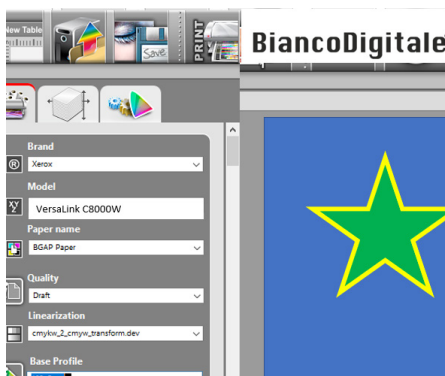 New Table
Save
PRINT
BiancoDigitale
Brand
Xerox
Model
VersaLink C8000W
Paper name
BGAP Paper
Quality
Draft
Linearization
cmykw_2_cmyw_transform.dev
Base Profile